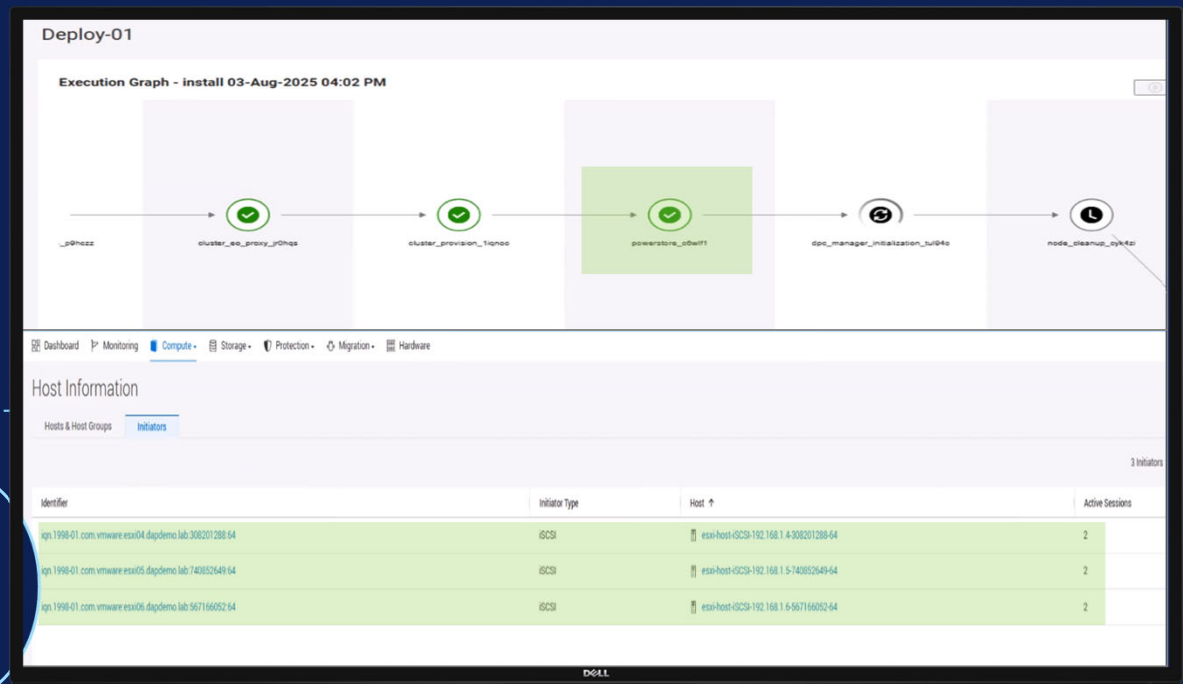 Deploy-01
Execution Graph - install 03-Aug-2025 04:02 PM
cluster_eo_proxy_jr0hqs
cluster_provision_1iqnoc
dpc_manager_initialization_tul94o
node_cleanup_cyk4zi
Dashboard Monitoring Compute Storage Protection Migration Hardware
Host Information
Hosts & Host Groups Initiators
3 Initiators
Identifier Initiator Type Host ↑ Active Sessions
iqn.1998-01.com.vmware:esxi04.dapdemo.lab:308201288:64 iSCSI esxi-host-iSCSI-192.168.1.4-308201288-64 2
iqn.1998-01.com.vmware:esxi05.dapdemo.lab:740852649:64 iSCSI esxi-host-iSCSI-192.168.1.5-740852649-64 2
iqn.1998-01.com.vmware:esxi06.dapdemo.lab:567166052:64 iSCSI esxi-host-iSCSI-192.168.1.6-567166052-64 2
DELL